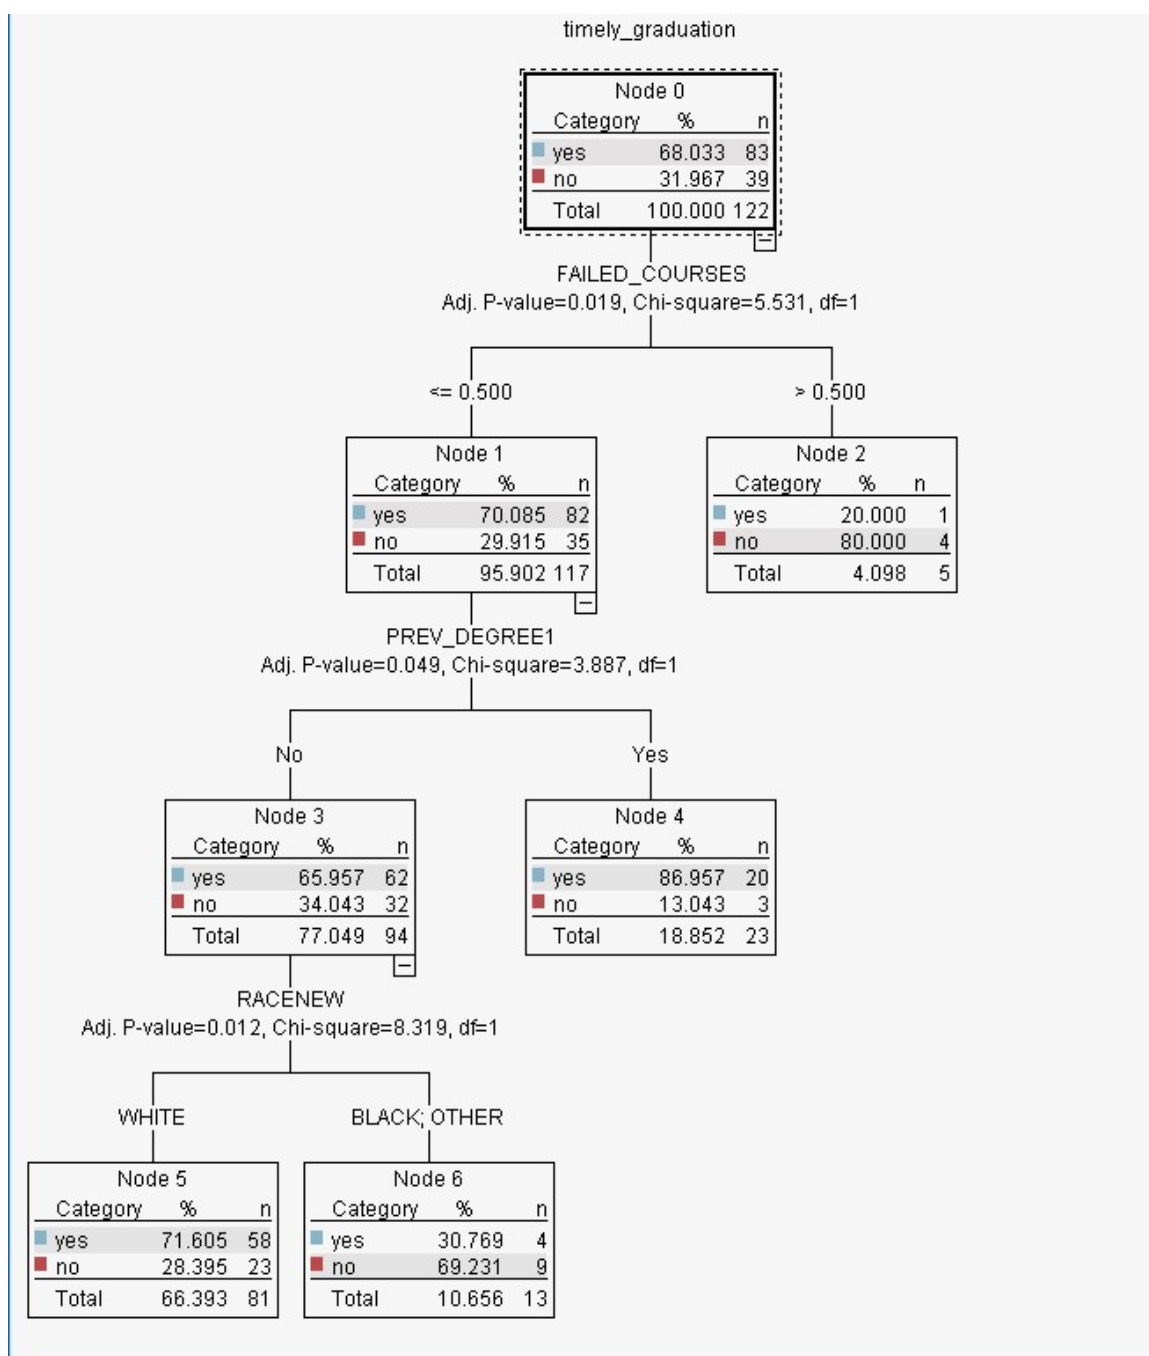 timely_graduation
Node 0
Category % n
yes 68.033 83
no 31.967 39
Total 100.000 122
FAILED_COURSES
Adj. P-value=0.019, Chi-square=5.531, df=1
<= 0.500
> 0.500
Node 1
Category % n
yes 70.085 82
no 29.915 35
Total 95.902 117
Node 2
Category % n
yes 20.000 1
no 80.000 4
Total 4.098 5
PREV_DEGREE1
Adj. P-value=0.049, Chi-square=3.887, df=1
No
Yes
Node 3
Category % n
yes 65.957 62
no 34.043 32
Total 77.049 94
Node 4
Category % n
yes 86.957 20
no 13.043 3
Total 18.852 23
RACENEW
Adj. P-value=0.012, Chi-square=8.319, df=1
WHITE
BLACK; OTHER
Node 5
Category % n
yes 71.605 58
no 28.395 23
Total 66.393 81
Node 6
Category % n
yes 30.769 4
no 69.231 9
Total 10.656 13